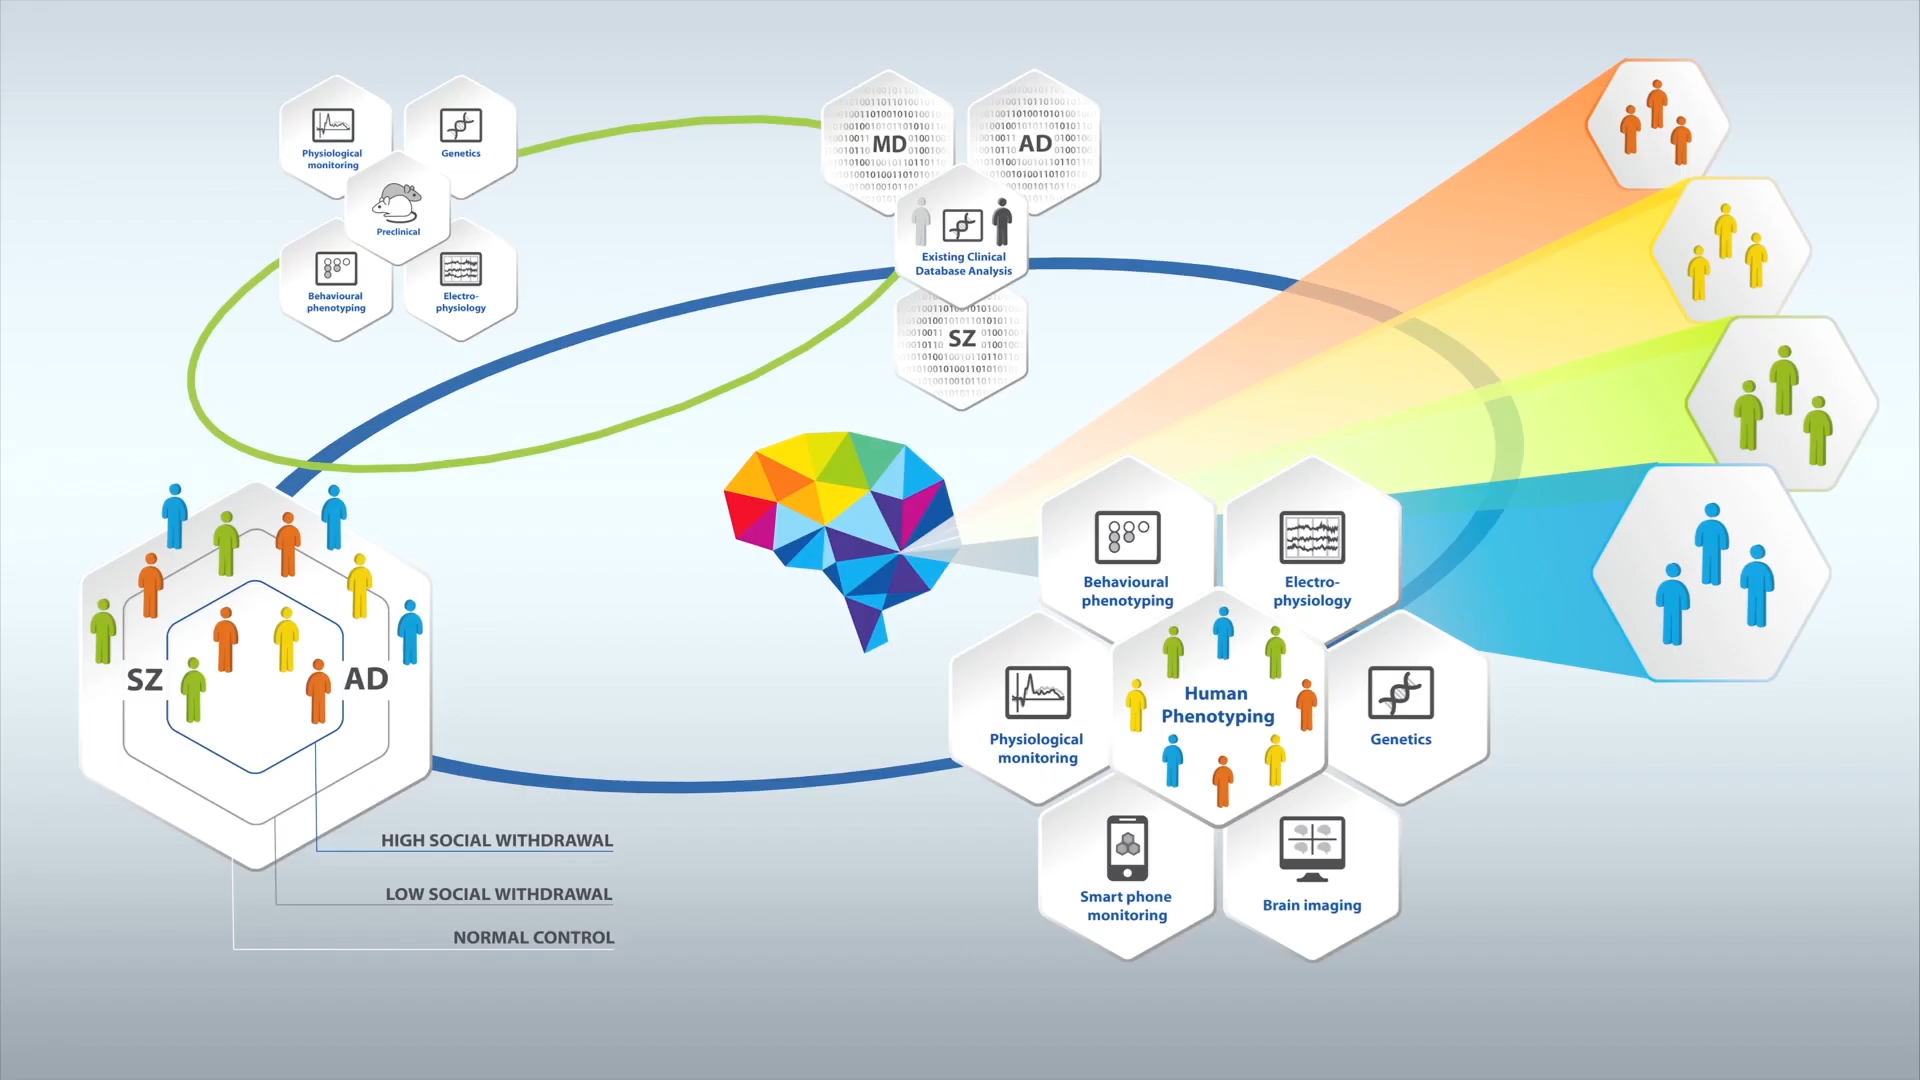 Physiological
monitoring
Genetics
Preclinical
Behavioural
phenotyping
Electro-
physiology
MD
AD
Existing Clinical
Database Analysis
SZ
SZ
AD
HIGH SOCIAL WITHDRAWAL
LOW SOCIAL WITHDRAWAL
NORMAL CONTROL
Behavioural
phenotyping
Electro-
physiology
Physiological
monitoring
Human
Phenotyping
Genetics
Smart phone
monitoring
Brain imaging